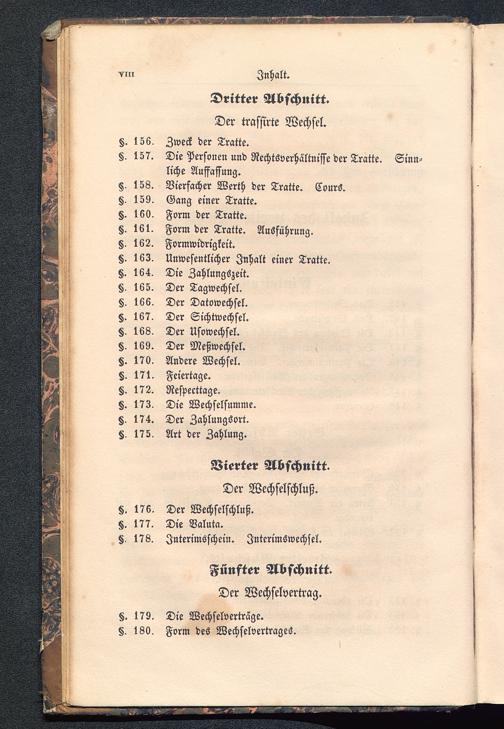 VIII
Inhalt.
Dritter Abschnitt.
Der trassirte Wechsel.
§. 156. Zweck der Tratte.
§. 157. Die Personen und Rechtsverhältnisse der Tratte. Sinn-
liche Auffassung.
§. 158. Vierfacher Werth der Tratte. Cours.
§. 159. Gang einer Tratte.
§. 160. Form der Tratte.
§. 161. Form der Tratte. Ausführung.
§. 162. Formwidrigkeit.
§. 163. Unwesentlicher Inhalt einer Tratte.
§. 164. Die Zahlungszeit.
§. 165. Der Tagwechsel.
§. 166. Der Datowechsel.
§. 167. Der Sichtwechsel.
§. 168. Der Usowechsel.
§. 169. Der Meßwechsel.
§. 170. Andere Wechsel.
§. 171. Feiertage.
§. 172. Respecttage.
§. 173. Die Wechselsumme.
§. 174. Der Zahlungsort.
§. 175. Art der Zahlung.
Vierter Abschnitt.
Der Wechselschluß.
§. 176. Der Wechselschluß.
§. 177. Die Valuta.
§. 178. Interimsschein. Interimswechsel.
Fünfter Abschnitt.
Der Wechselvertrag.
§. 179. Die Wechselverträge.
§. 180. Form des Wechselvertrages.